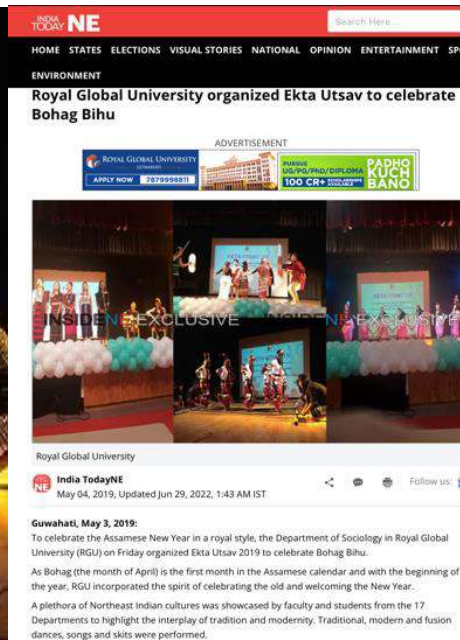 INDIA
TODAY NE
Search Here...
HOME STATES ELECTIONS VISUAL STORIES NATIONAL OPINION ENTERTAINMENT
ENVIRONMENT
Royal Global University organized Ekta Utsav to celebrate
Bohag Bihu
ADVERTISEMENT
ROYAL GLOBAL UNIVERSITY
GUWAHATI
APPLY NOW 7879996811
PURSUE
UG/PG/PhD/DIPLOMA
100 CR+ SCHOLARSHIPS
AVAILABLE
PADHO
KUCH
BANO
INSIDENE EXCLUSIVE
Royal Global University
India TodayNE
May 04, 2019, Updated Jun 29, 2022, 1:43 AM IST
Follow us:
Guwahati, May 3, 2019:
To celebrate the Assamese New Year in a royal style, the Department of Sociology in Royal Global
University (RGU) on Friday organized Ekta Utsav 2019 to celebrate Bohag Bihu.
As Bohag (the month of April) is the first month in the Assamese calendar and with the beginning of
the year, RGU incorporated the spirit of celebrating the old and welcoming the New Year.
A plethora of Northeast Indian cultures was showcased by faculty and students from the 17
Departments to highlight the interplay of tradition and modernity. Traditional, modern and fusion
dances, songs and skits were performed.